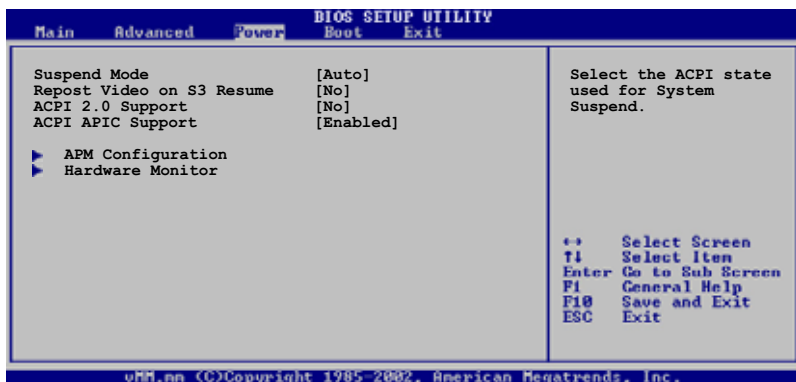 BIOS SETUP UTILITY
Main Advanced Power Boot Exit
Suspend Mode [Auto]
Repost Video on S3 Resume [No]
ACPI 2.0 Support [No]
ACPI APIC Support [Enabled]
APM Configuration
Hardware Monitor
Select the ACPI state
used for System
Suspend.
↔ Select Screen
↑↓ Select Item
Enter Go to Sub Screen
F1 General Help
F10 Save and Exit
ESC Exit
vMM.mn (C)Copyright 1985-2002, American Megatrends, Inc.